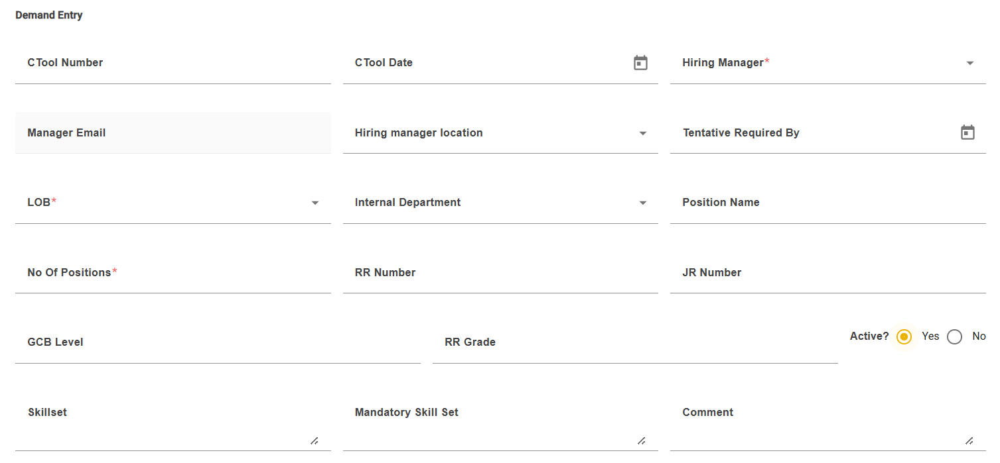 Demand Entry
CTool Number CTool Date Hiring Manager*
Manager Email Hiring manager location Tentative Required By
LOB* Internal Department Position Name
No Of Positions* RR Number JR Number
GCB Level RR Grade Active? Yes No
Skillset Mandatory Skill Set Comment